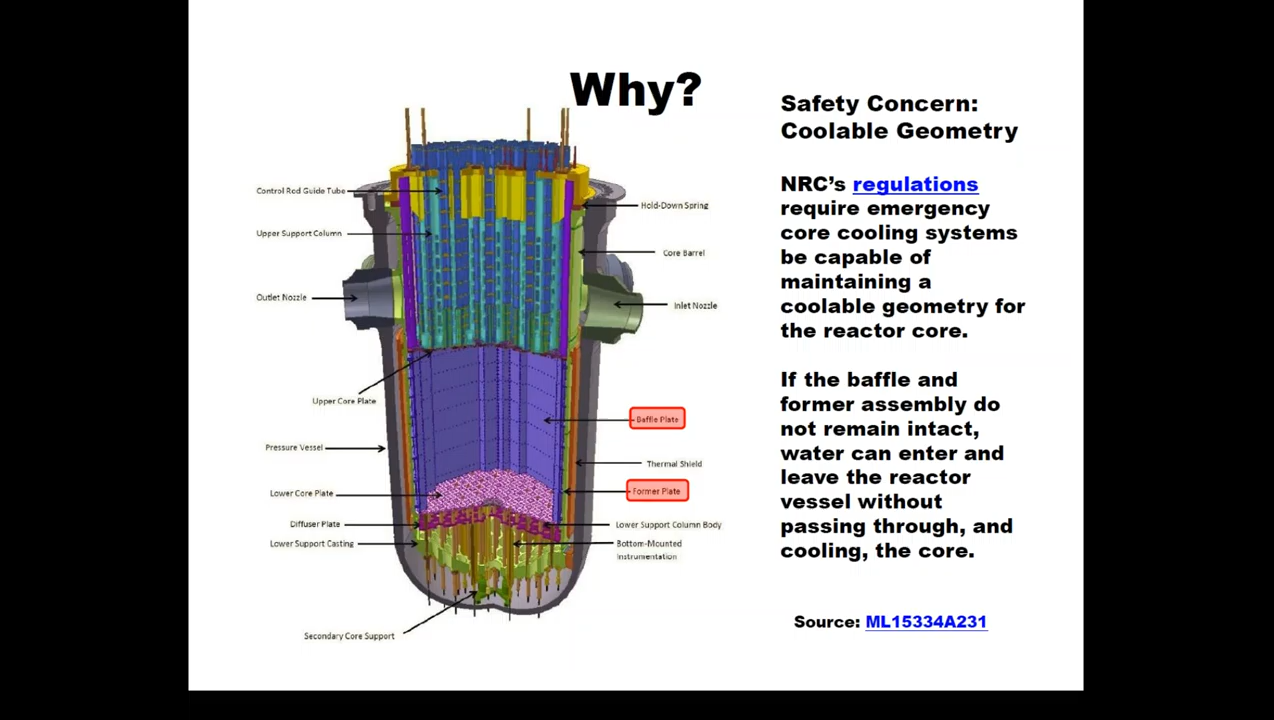 Why?
Safety Concern:
Coolable Geometry
NRC’s regulations
require emergency
core cooling systems
be capable of
maintaining a
coolable geometry for
the reactor core.
If the baffle and
former assembly do
not remain intact,
water can enter and
leave the reactor
vessel without
passing through, and
cooling, the core.
Source: ML15334A231
Control Rod Guide Tube
Upper Support Column
Outlet Nozzle
Upper Core Plate
Pressure Vessel
Lower Core Plate
Diffuser Plate
Lower Support Casting
Secondary Core Support
Hold-Down Spring
Core Barrel
Inlet Nozzle
Baffle Plate
Thermal Shield
Former Plate
Lower Support Column Body
Bottom-Mounted
Instrumentation